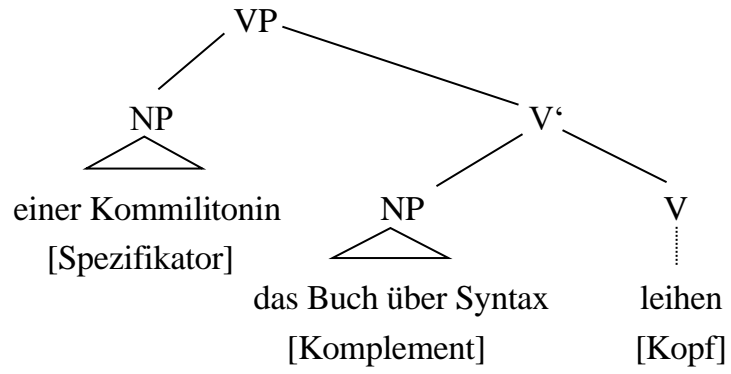 VP
NP V‘
einer Kommilitonin NP V
[Spezifikator]
das Buch über Syntax leihen
[Komplement] [Kopf]